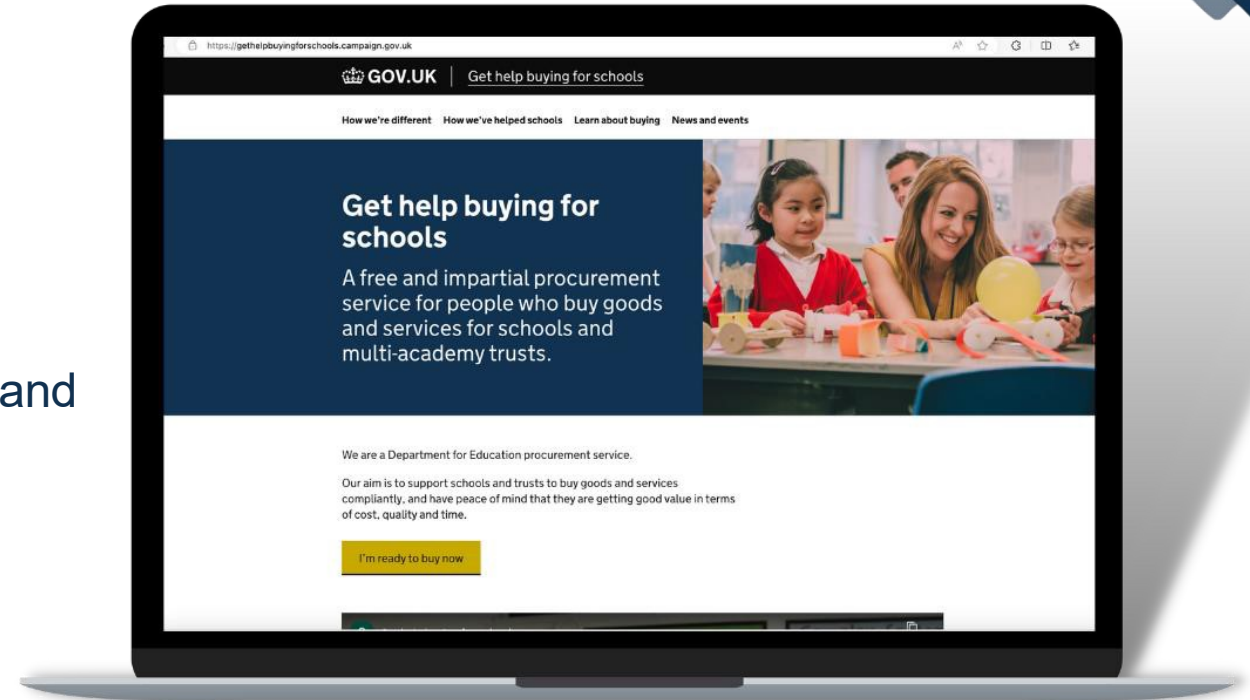 https://gethelpbuyingforschools.campaign.gov.uk
GOV.UK | Get help buying for schools
How we're different How we've helped schools Learn about buying News and events
Get help buying for
schools
A free and impartial procurement
service for people who buy goods
and services for schools and
multi-academy trusts.
and
We are a Department for Education procurement service.
Our aim is to support schools and trusts to buy goods and services
compliantly, and have peace of mind that they are getting good value in terms
of cost, quality and time.
I'm ready to buy now